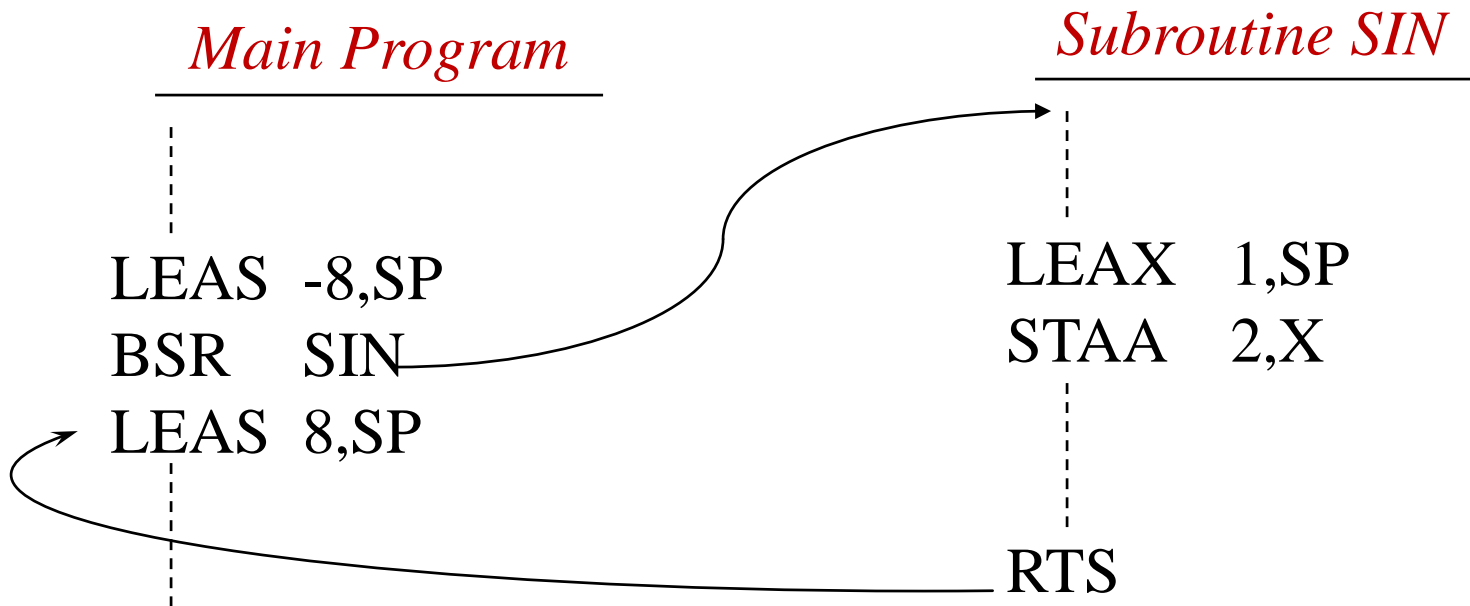 Main Program
LEAS -8,SP
BSR SIN
LEAS 8,SP
Subroutine SIN
LEAX 1,SP
STAA 2,X
RTS